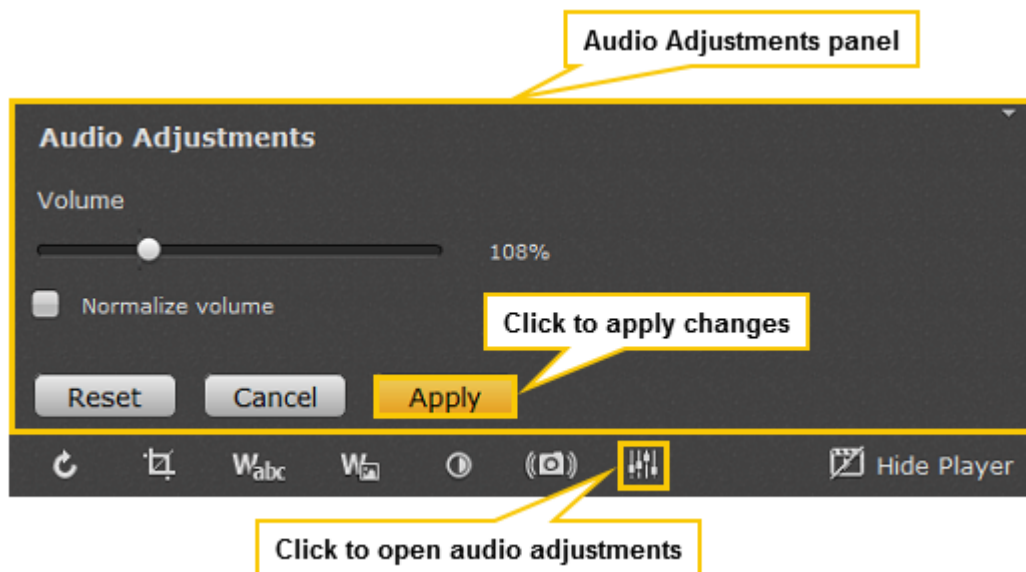 Audio Adjustments panel
Audio Adjustments
Volume
108%
Normalize volume
Click to apply changes
Reset Cancel Apply
Wabc W Hide Player
Click to open audio adjustments